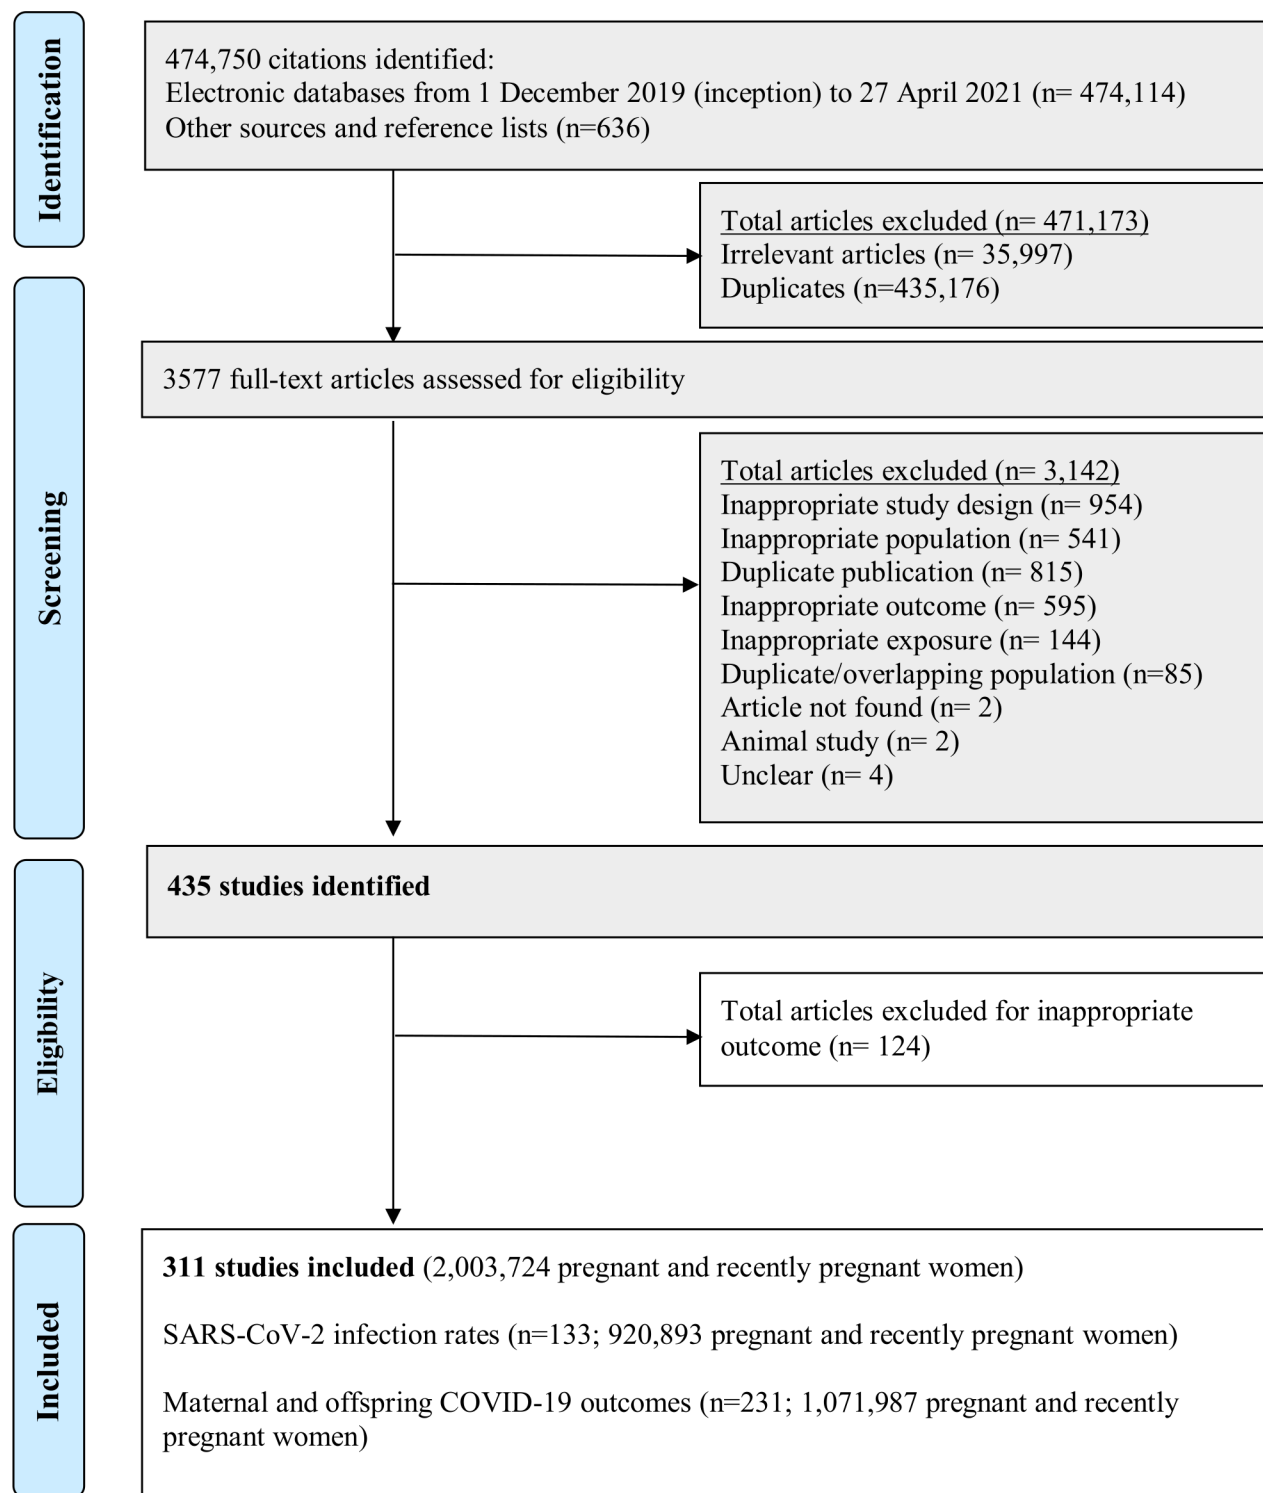 Identification
474,750 citations identified:
Electronic databases from 1 December 2019 (inception) to 27 April 2021 (n= 474,114)
Other sources and reference lists (n=636)
Total articles excluded (n= 471,173)
Irrelevant articles (n= 35,997)
Duplicates (n=435,176)
Screening
3577 full-text articles assessed for eligibility
Total articles excluded (n= 3,142)
Inappropriate study design (n= 954)
Inappropriate population (n= 541)
Duplicate publication (n= 815)
Inappropriate outcome (n= 595)
Inappropriate exposure (n= 144)
Duplicate/overlapping population (n=85)
Article not found (n= 2)
Animal study (n= 2)
Unclear (n= 4)
Eligibility
435 studies identified
Total articles excluded for inappropriate
outcome (n= 124)
Included
311 studies included (2,003,724 pregnant and recently pregnant women)
SARS-CoV-2 infection rates (n=133; 920,893 pregnant and recently pregnant women)
Maternal and offspring COVID-19 outcomes (n=231; 1,071,987 pregnant and recently
pregnant women)